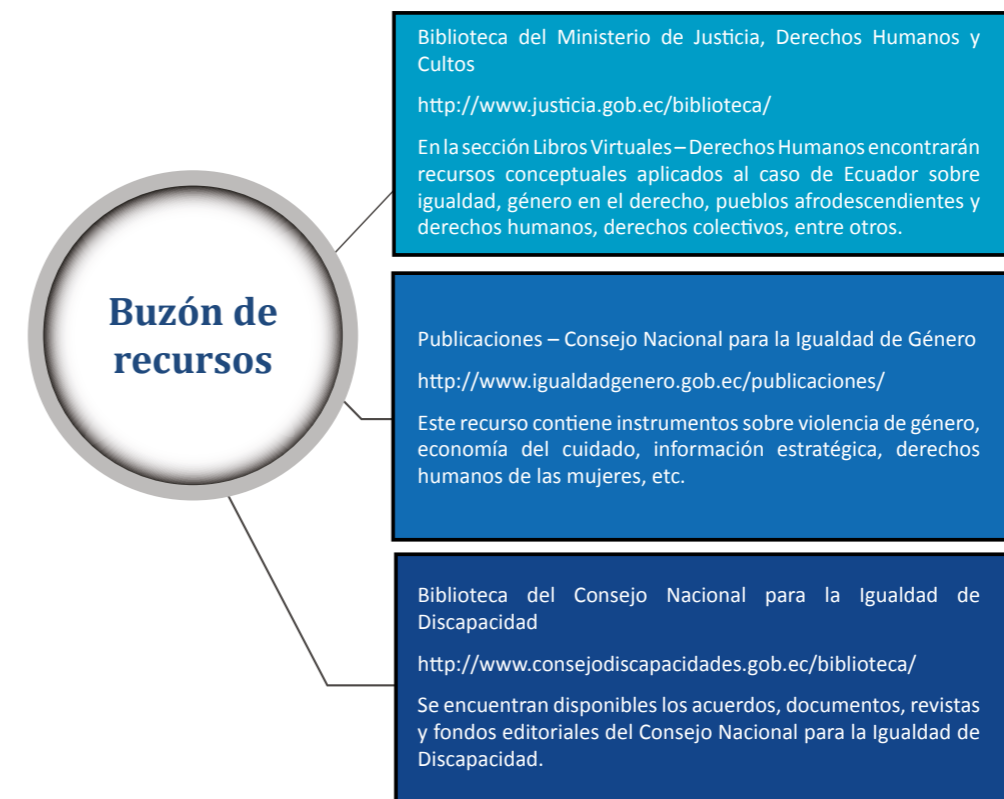 Buzón de
recursos
Biblioteca del Ministerio de Justicia, Derechos Humanos y
Cultos
http://www.justicia.gob.ec/biblioteca/
En la sección Libros Virtuales – Derechos Humanos encontrarán
recursos conceptuales aplicados al caso de Ecuador sobre
igualdad, género en el derecho, pueblos afrodescendientes y
derechos humanos, derechos colectivos, entre otros.
Publicaciones – Consejo Nacional para la Igualdad de Género
http://www.igualdadgenero.gob.ec/publicaciones/
Este recurso contiene instrumentos sobre violencia de género,
economía del cuidado, información estratégica, derechos
humanos de las mujeres, etc.
Biblioteca del Consejo Nacional para la Igualdad de
Discapacidad
http://www.consejodiscapacidades.gob.ec/biblioteca/
Se encuentran disponibles los acuerdos, documentos, revistas
y fondos editoriales del Consejo Nacional para la Igualdad de
Discapacidad.